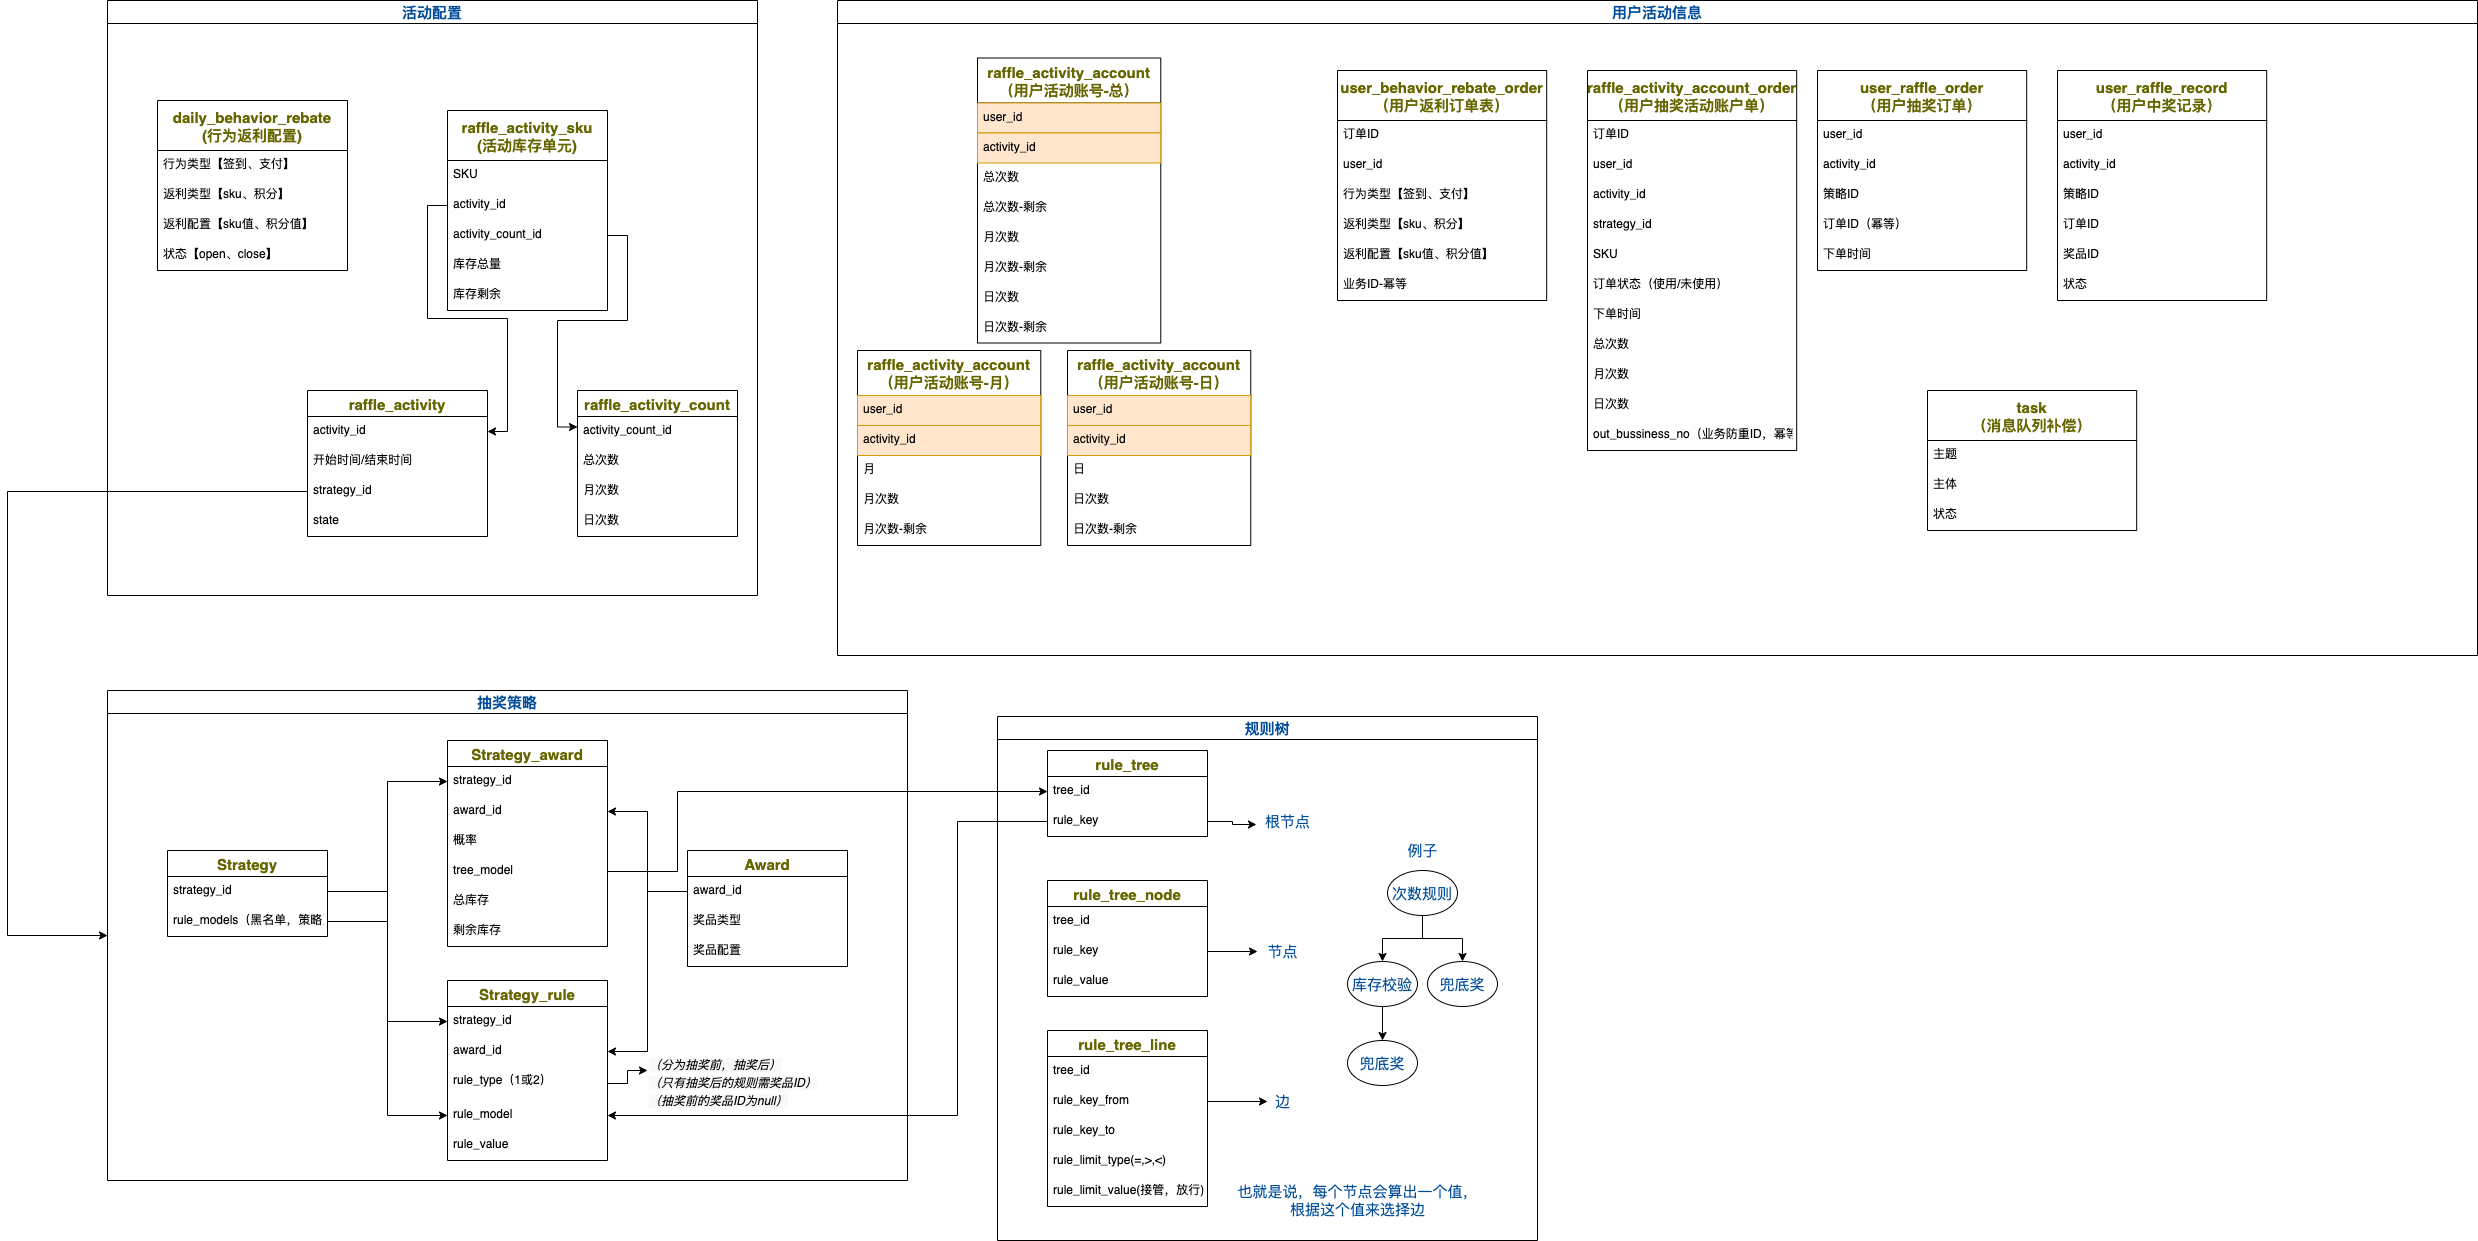 活动配置
daily_behavior_rebate
(行为返利配置)
行为类型【签到、支付】
返利类型【sku、积分】
返利配置【sku值、积分值】
状态【open、close】
raffle_activity_sku
(活动库存单元)
SKU
activity_id
activity_count_id
库存总量
库存剩余
raffle_activity
activity_id
开始时间/结束时间
strategy_id
state
raffle_activity_count
activity_count_id
总次数
月次数
日次数
用户活动信息
raffle_activity_account
（用户活动账号-总）
user_id
activity_id
总次数
总次数-剩余
月次数
月次数-剩余
日次数
日次数-剩余
raffle_activity_account
（用户活动账号-月）
user_id
activity_id
月
月次数
月次数-剩余
raffle_activity_account
（用户活动账号-日）
user_id
activity_id
日
日次数
日次数-剩余
user_behavior_rebate_order
（用户返利订单表）
订单ID
user_id
行为类型【签到、支付】
返利类型【sku、积分】
返利配置【sku值、积分值】
业务ID-幂等
raffle_activity_account_order
（用户抽奖活动账户单）
订单ID
user_id
activity_id
strategy_id
SKU
订单状态（使用/未使用）
下单时间
总次数
月次数
日次数
out_bussiness_no（业务防重ID，幂等
user_raffle_order
（用户抽奖订单）
user_id
activity_id
策略ID
订单ID（幂等）
下单时间
user_raffle_record
（用户中奖记录）
user_id
activity_id
策略ID
订单ID
奖品ID
状态
task
（消息队列补偿）
主题
主体
状态
抽奖策略
Strategy
strategy_id
rule_models（黑名单，策略
Strategy_award
strategy_id
award_id
概率
tree_model
总库存
剩余库存
Award
award_id
奖品类型
奖品配置
Strategy_rule
strategy_id
award_id
rule_type（1或2）
rule_model
rule_value
（分为抽奖前，抽奖后）
（只有抽奖后的规则需奖品ID）
（抽奖前的奖品ID为null）
规则树
rule_tree
tree_id
rule_key
根节点
rule_tree_node
tree_id
rule_key
rule_value
节点
rule_tree_line
tree_id
rule_key_from
rule_key_to
rule_limit_type(=,>,<)
rule_limit_value(接管，放行)
边
例子
次数规则
库存校验
兜底奖
兜底奖
也就是说，每个节点会算出一个值，
根据这个值来选择边